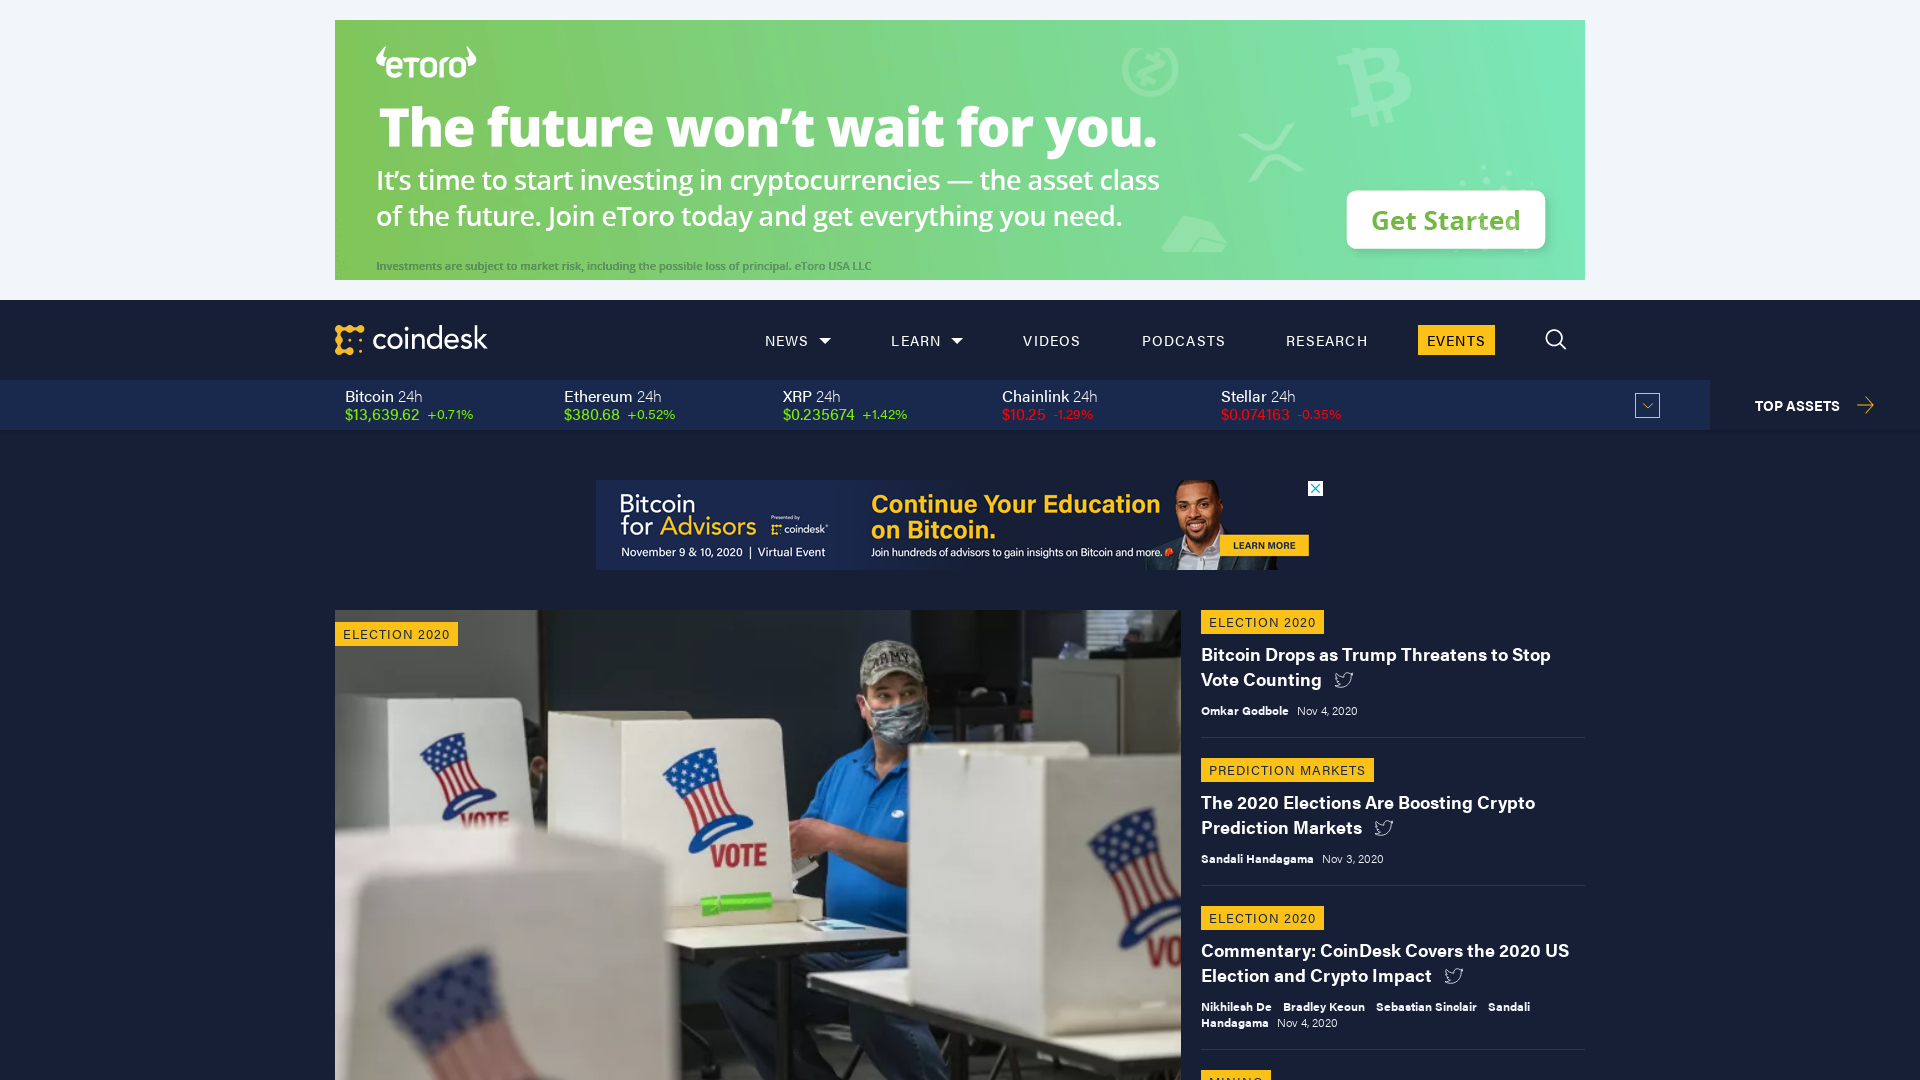 eToro
The future won't wait for you.
It's time to start investing in cryptocurrencies — the asset class
of the future. Join eToro today and get everything you need.
Get Started
Investments are subject to market risk, including the possible loss of principal. eToro USA LLC
coindesk
NEWS LEARN VIDEOS PODCASTS RESEARCH EVENTS
Bitcoin 24h
$13,639.62 +0.71%
Ethereum 24h
$380.68 +0.52%
XRP 24h
$0.235674 +1.42%
Chainlink 24h
$10.25 -1.29%
Stellar 24h
$0.074163 -0.35%
TOP ASSETS
Bitcoin
for Advisors
Presented by
coindesk
November 9 & 10, 2020 | Virtual Event
Continue Your Education
on Bitcoin.
Join hundreds of advisors to gain insights on Bitcoin and more.
LEARN MORE
ELECTION 2020
ARMY
VOTE
VOTE
VO
ELECTION 2020
Bitcoin Drops as Trump Threatens to Stop
Vote Counting
Omkar Godbole Nov 4, 2020
PREDICTION MARKETS
The 2020 Elections Are Boosting Crypto
Prediction Markets
Sandali Handagama Nov 3, 2020
ELECTION 2020
Commentary: CoinDesk Covers the 2020 US
Election and Crypto Impact
Nikhilesh De Bradley Keoun Sebastian Sinclair Sandali
Handagama Nov 4, 2020
MINING